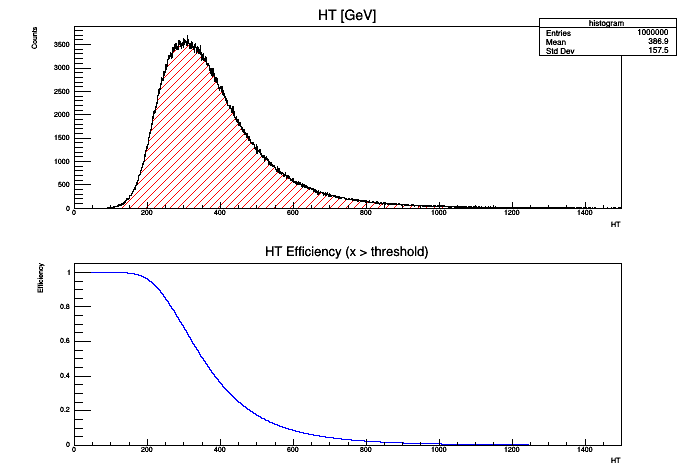 HT [GeV]
histogram
Entries 1000000
Mean 386.9
Std Dev 157.5
Counts
3500
3000
2500
2000
1500
1000
500
0
0 200 400 600 800 1000 1200 1400
HT
HT Efficiency (x > threshold)
Efficiency
1
0.8
0.6
0.4
0.2
0
0 200 400 600 800 1000 1200 1400
HT